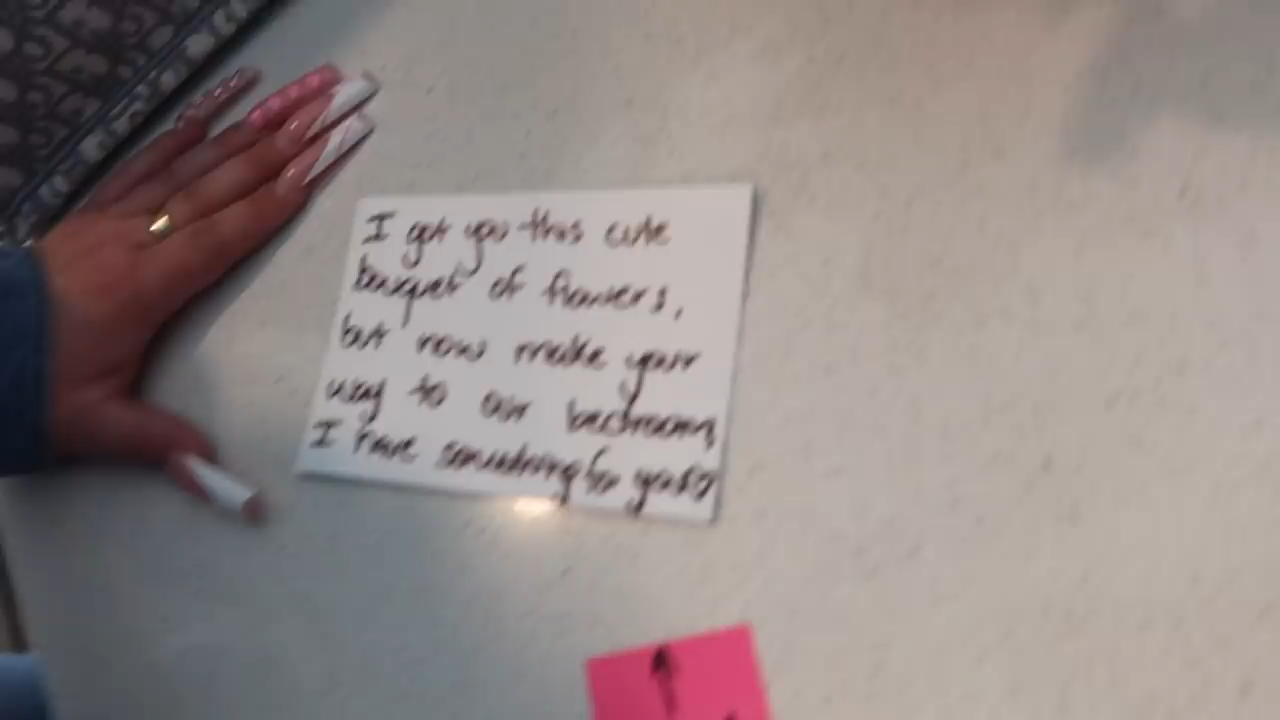 I got you this cute
bouquet of flowers,
but now make your
way to our bedroom,
I have something for you